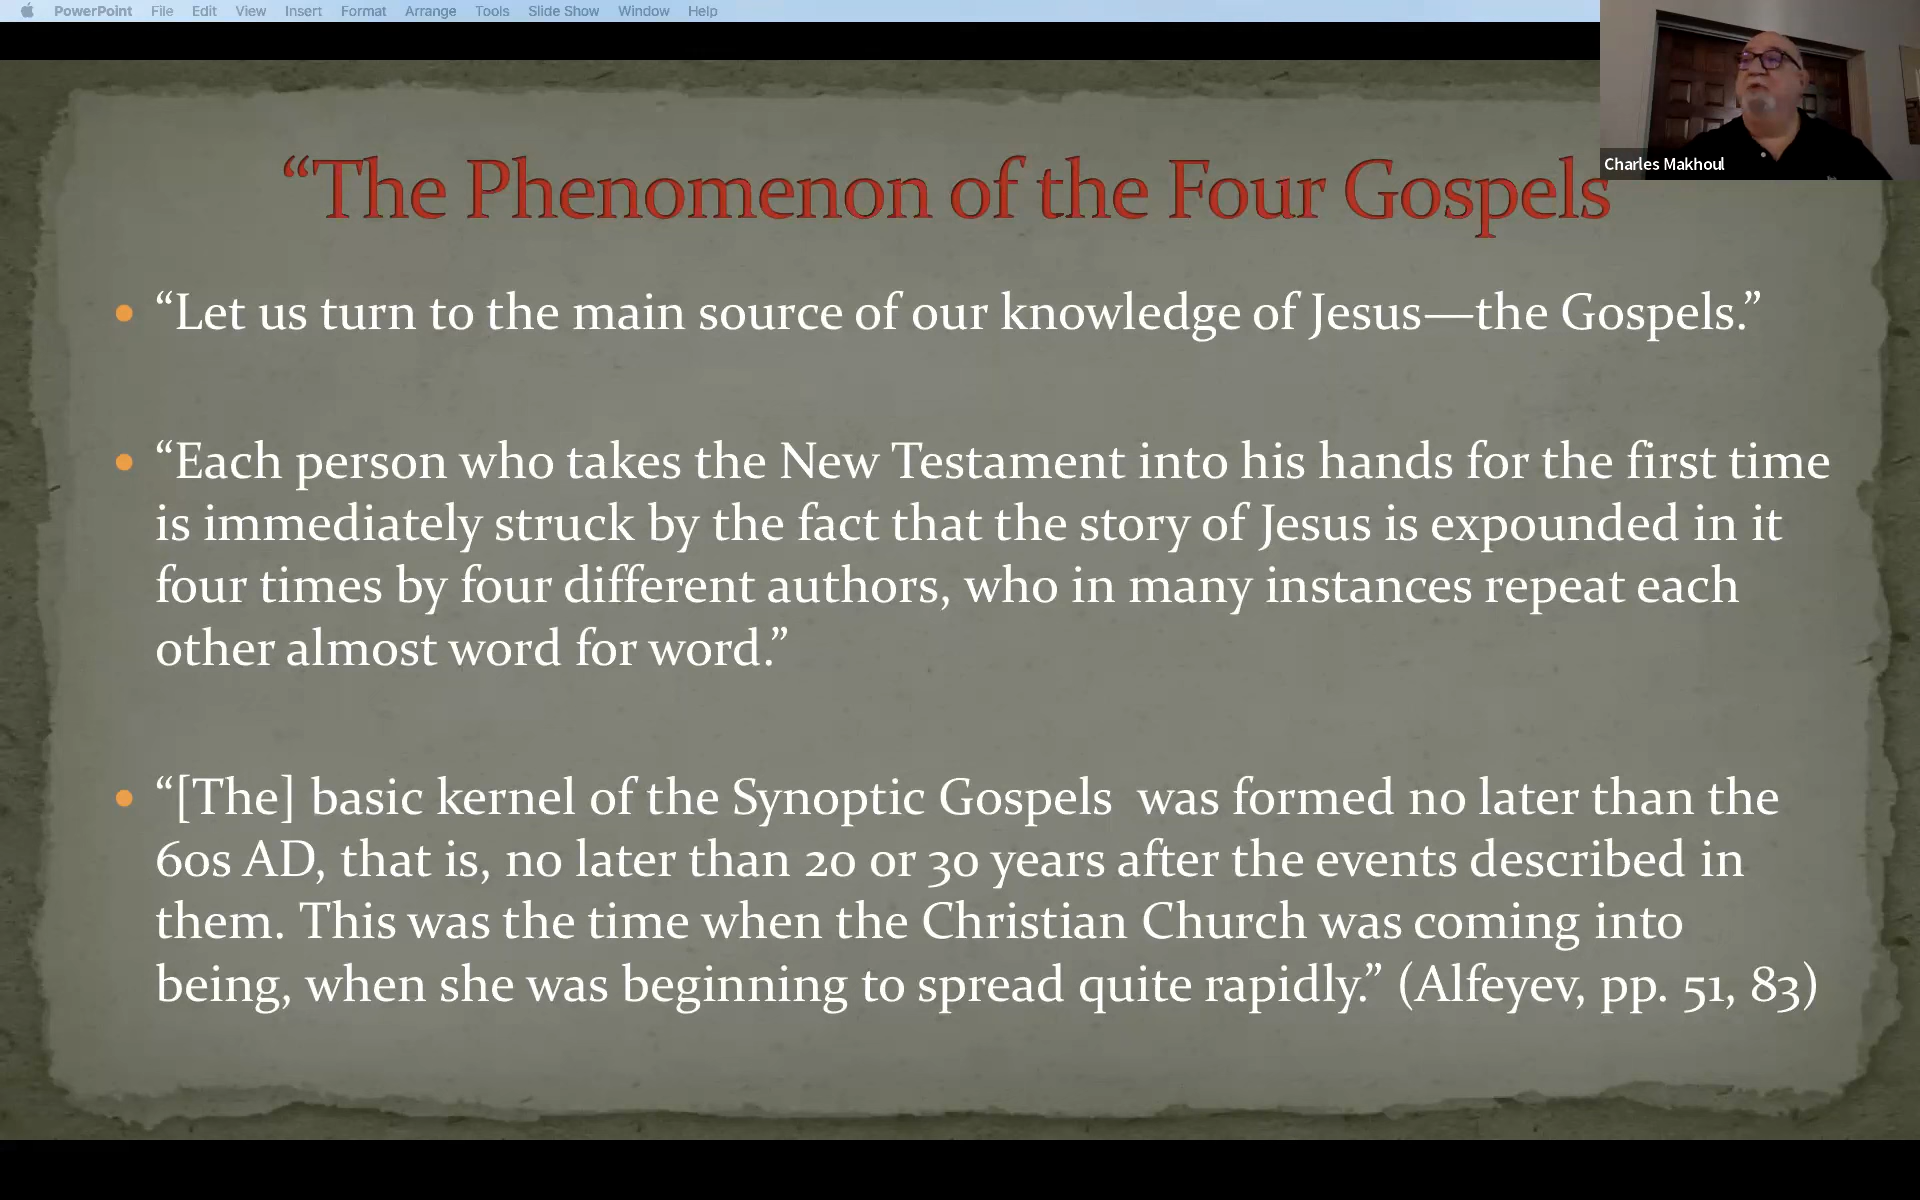 PowerPoint File Edit View Insert Format Arrange Tools Slide Show Window Help
Charles Makhoul
“The Phenomenon of the Four Gospels
• “Let us turn to the main source of our knowledge of Jesus—the Gospels.”
• “Each person who takes the New Testament into his hands for the first time
is immediately struck by the fact that the story of Jesus is expounded in it
four times by four different authors, who in many instances repeat each
other almost word for word.”
• “[The] basic kernel of the Synoptic Gospels  was formed no later than the
60s AD, that is, no later than 20 or 30 years after the events described in
them. This was the time when the Christian Church was coming into
being, when she was beginning to spread quite rapidly.” (Alfeyev, pp. 51, 83)